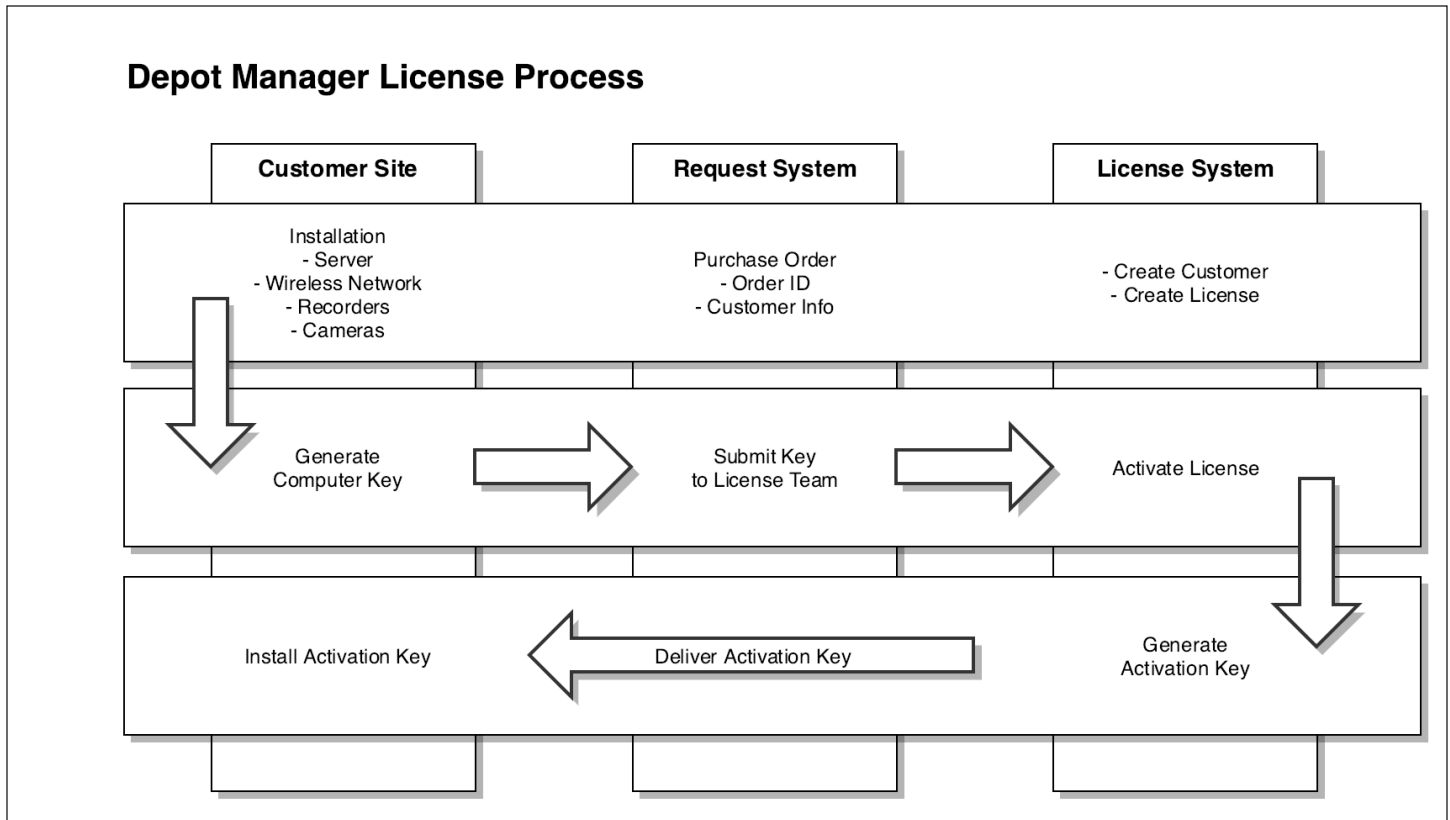 Depot Manager License Process
Customer Site
Request System
License System
Installation
- Server
- Wireless Network
- Recorders
- Cameras
Purchase Order
- Order ID
- Customer Info
- Create Customer
- Create License
Generate
Computer Key
Submit Key
to License Team
Activate License
Install Activation Key
Deliver Activation Key
Generate
Activation Key